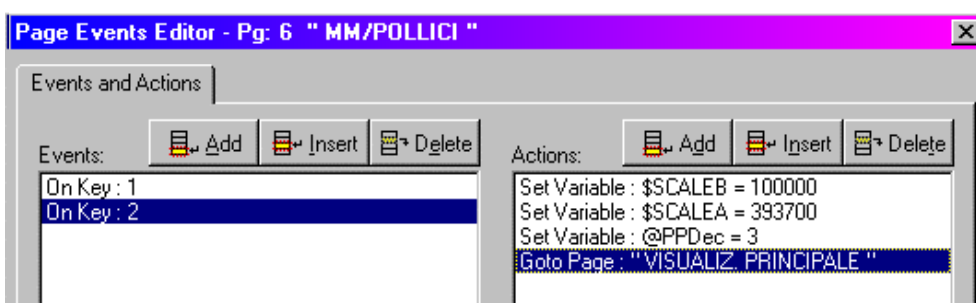 Page Events Editor - Pg: 6 " MM/POLLICI "
Events and Actions
Events: Add Insert Delete
Actions: Add Insert Delete
On Key : 1
On Key : 2
Set Variable : $SCALEB = 100000
Set Variable : $SCALEA = 393700
Set Variable : @PPDec = 3
Goto Page : " VISUALIZ. PRINCIPALE "